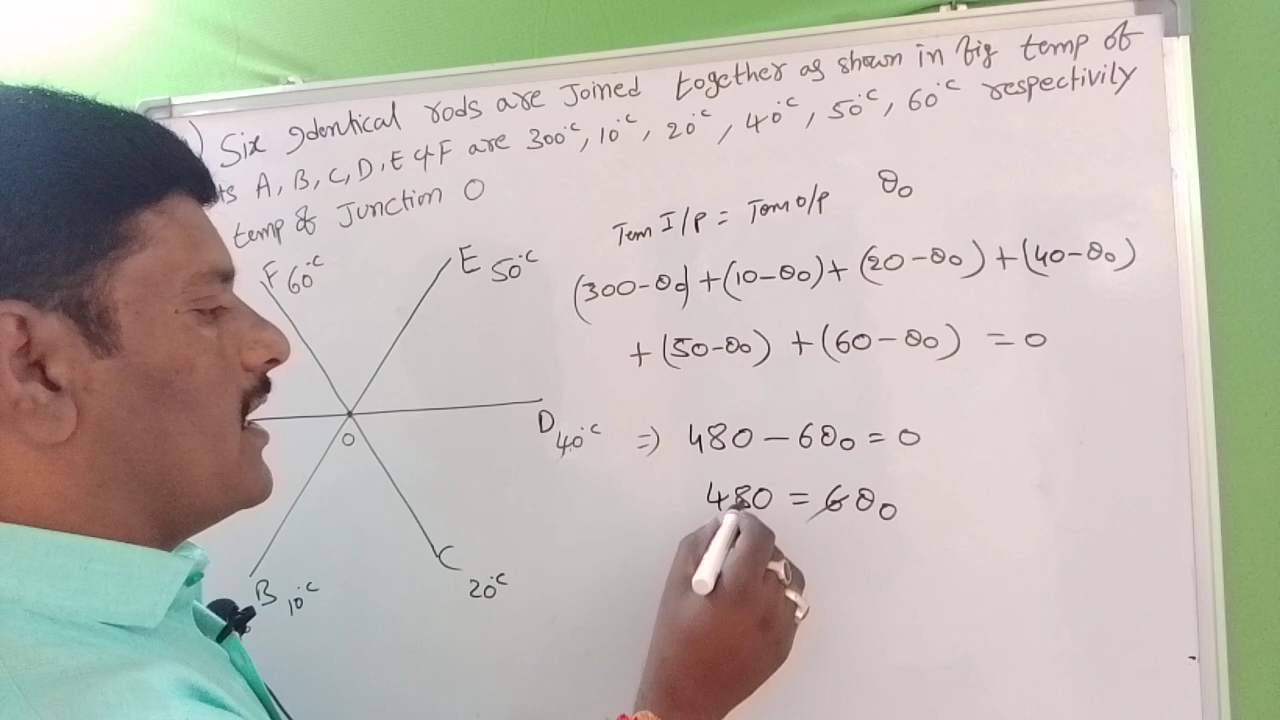 ) Six Identical rods are Joined together as shown in fig temp of
ts A, B, C, D, E & F are 300°C, 10°C, 20°C, 40°C, 50°C, 60°C respectivily
temp of Junction O
Tem I/P = Tem O/P θ₀
(300-θ₀) + (10-θ₀) + (20-θ₀) + (40-θ₀)
+ (50-θ₀) + (60-θ₀) = 0
=) 480 - 6θ₀ = 0
480 = 6θ₀
F 60°C
E 50°C
O
D 40°C
B 10°C
C 20°C